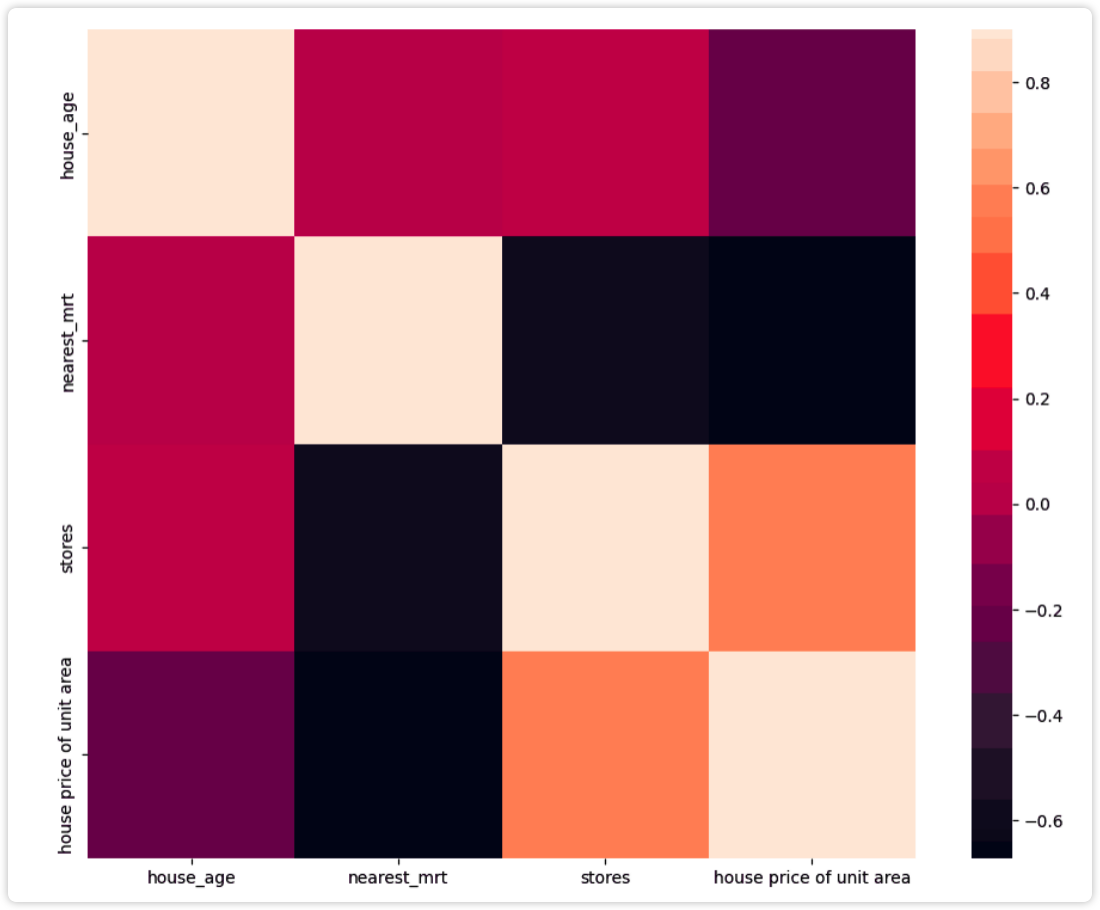 house_age
nearest_mrt
stores
house price of unit area
house_age
nearest_mrt
stores
house price of unit area
0.8
0.6
0.4
0.2
0.0
−0.2
−0.4
−0.6